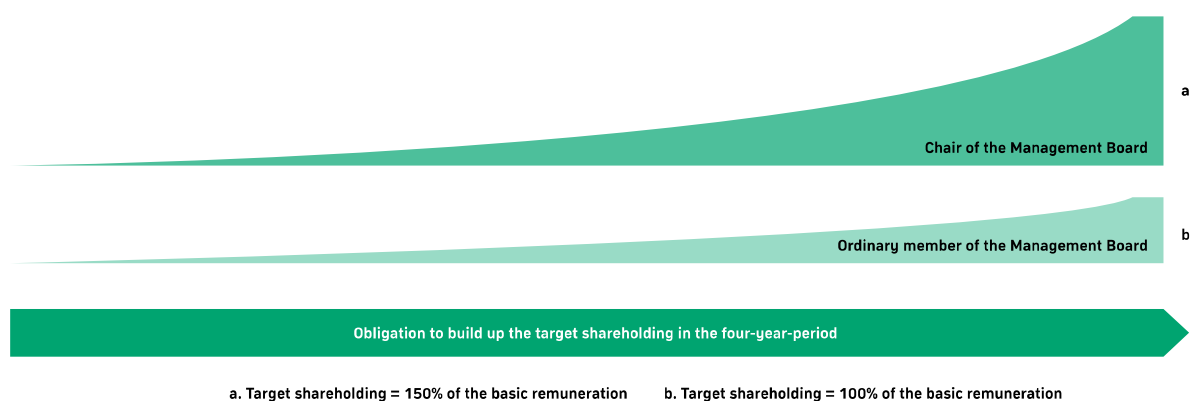 a
Chair of the Management Board
Ordinary member of the Management Board
b
Obligation to build up the target shareholding in the four-year-period
a. Target shareholding = 150% of the basic remuneration
b. Target shareholding = 100% of the basic remuneration